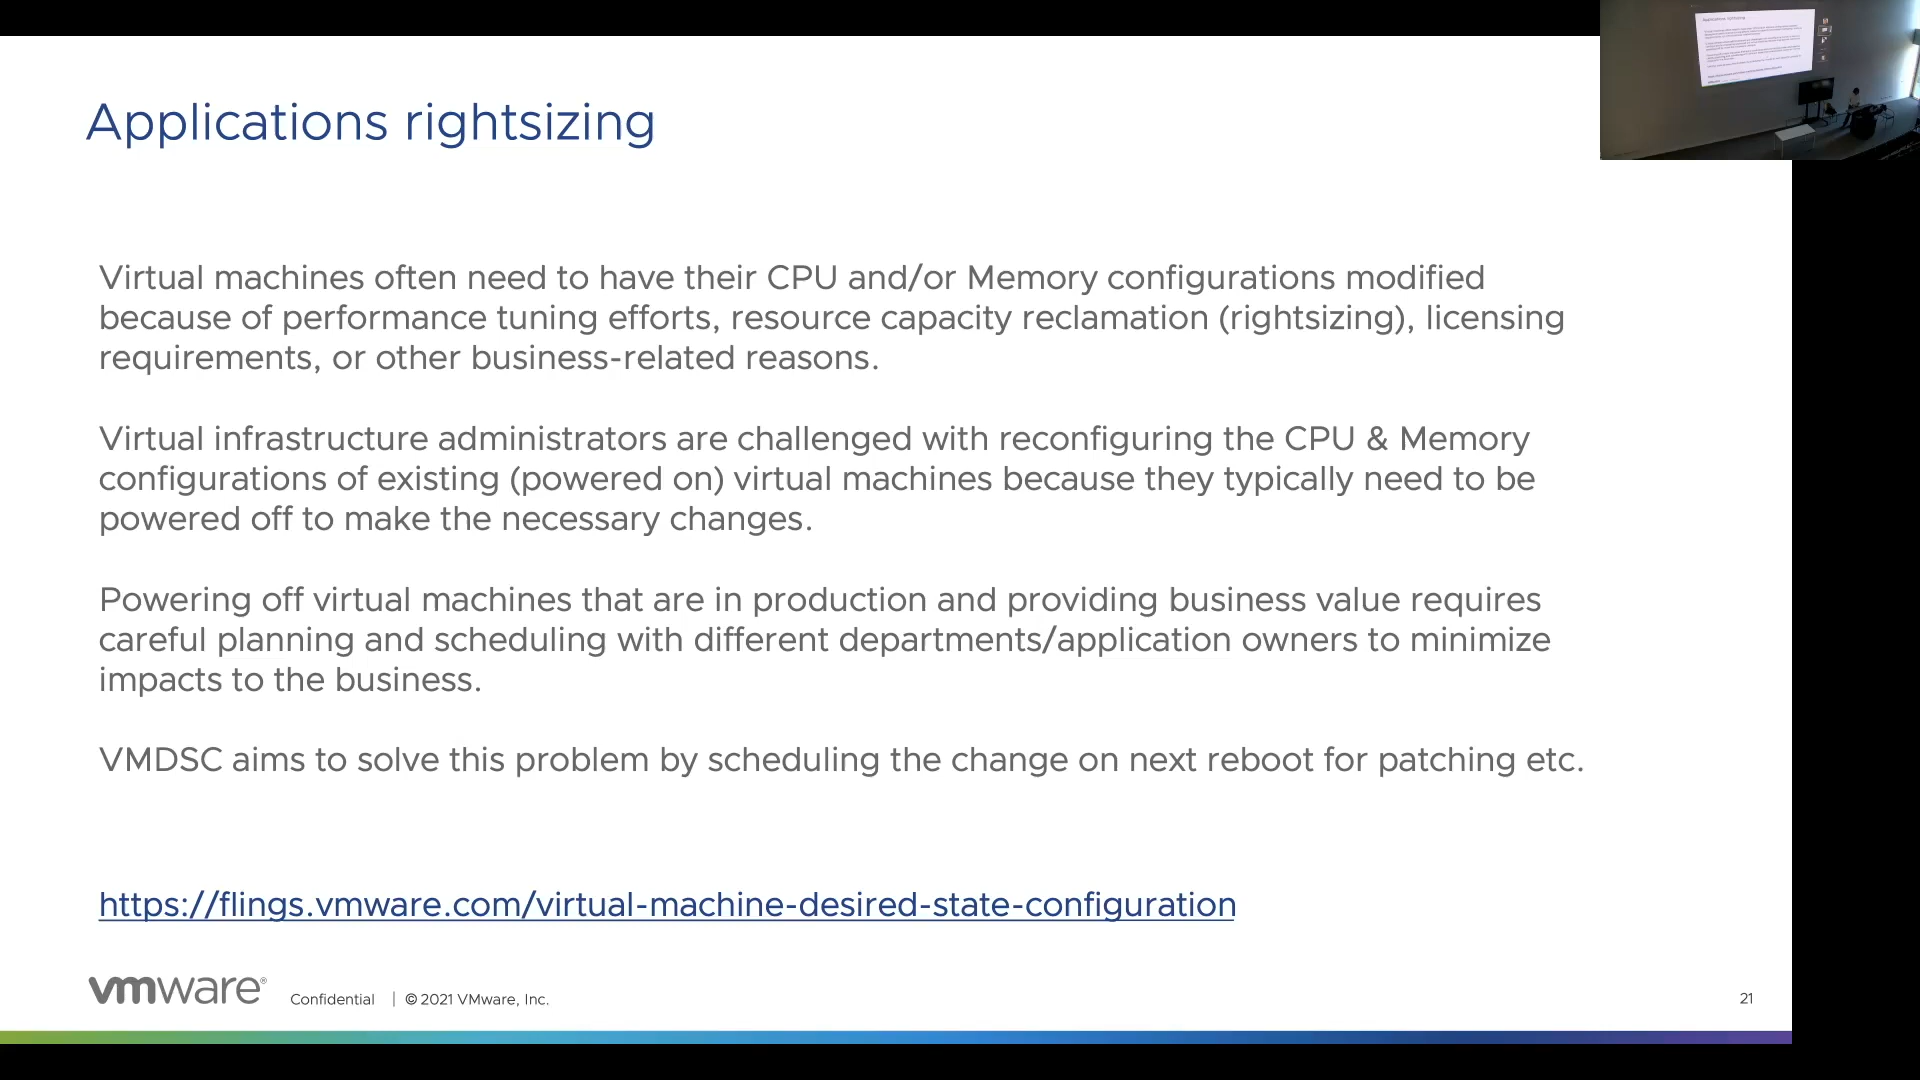 Applications rightsizing
Virtual machines often need to have their CPU and/or Memory configurations modified
because of performance tuning efforts, resource capacity reclamation (rightsizing), licensing
requirements, or other business-related reasons.
Virtual infrastructure administrators are challenged with reconfiguring the CPU & Memory
configurations of existing (powered on) virtual machines because they typically need to be
powered off to make the necessary changes.
Powering off virtual machines that are in production and providing business value requires
careful planning and scheduling with different departments/application owners to minimize
impacts to the business.
VMDSC aims to solve this problem by scheduling the change on next reboot for patching etc.
https://flings.vmware.com/virtual-machine-desired-state-configuration
vmware® Confidential | © 2021 VMware, Inc. 21